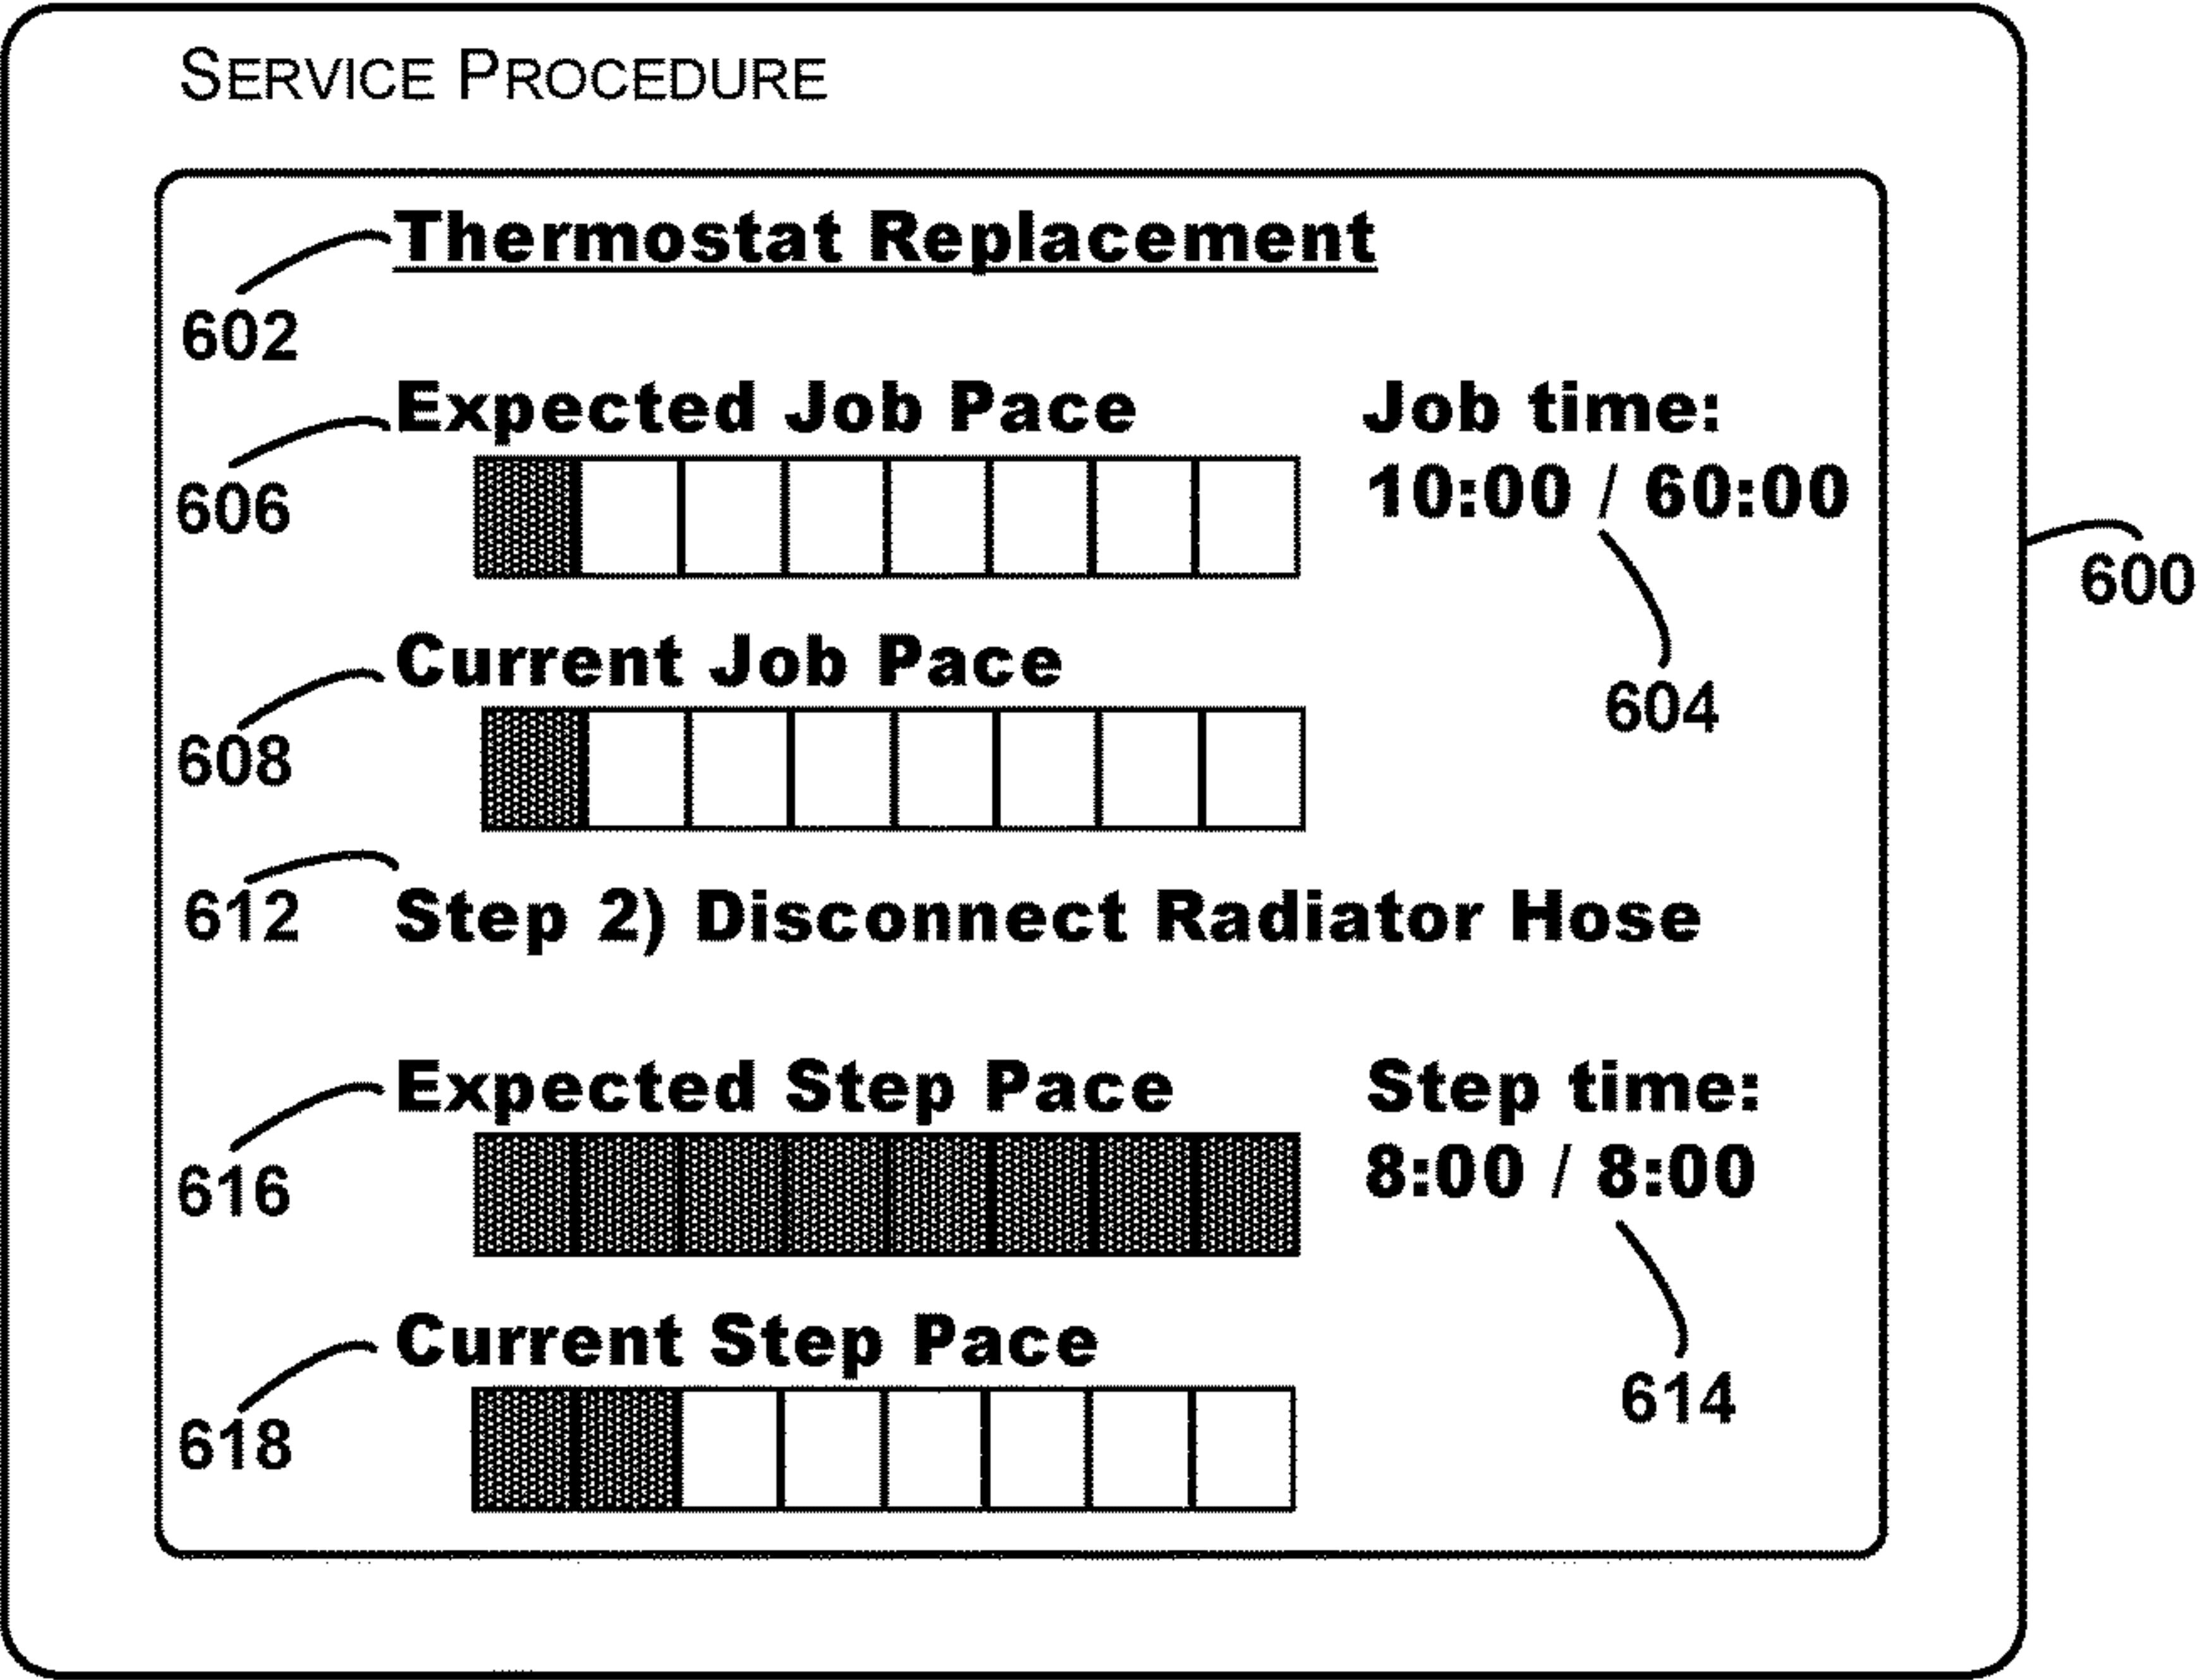 SERVICE PROCEDURE
Thermostat Replacement
602
Expected Job Pace
Job time:
606
10:00 / 60:00
600
Current Job Pace
604
608
612
Step 2) Disconnect Radiator Hose
Expected Step Pace
Step time:
616
8:00 / 8:00
Current Step Pace
614
618